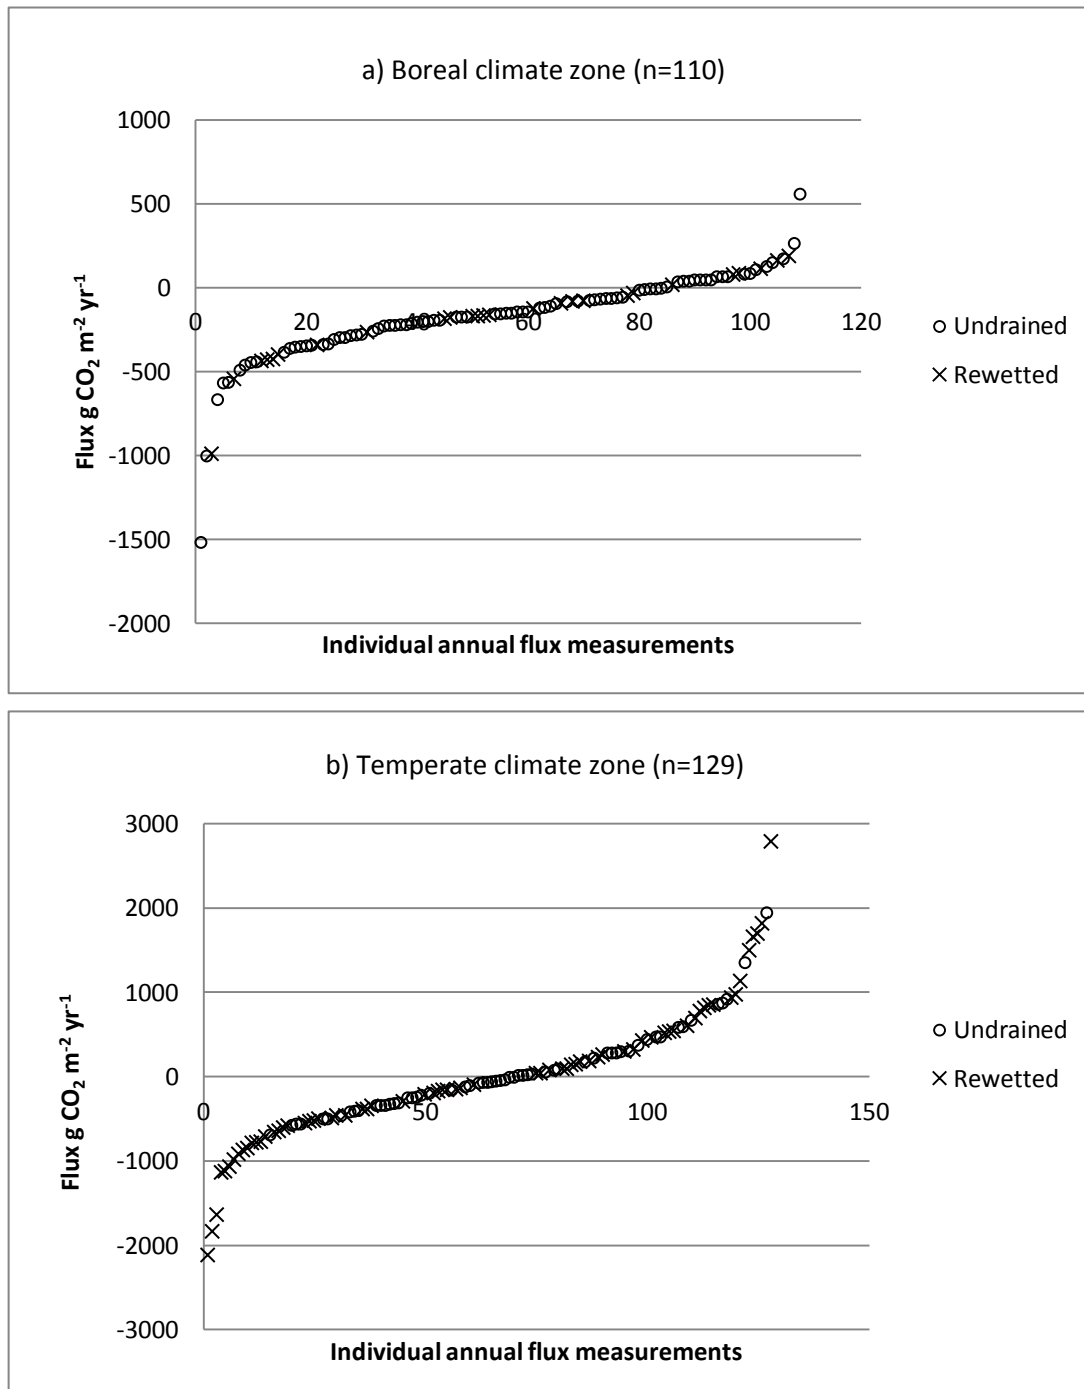 a) Boreal climate zone (n=110)
1000
500
0
-500
-1000
-1500
-2000
0 20 40 60 80 100 120
Flux g CO₂ m⁻² yr⁻¹
Individual annual flux measurements
Undrained
Rewetted
b) Temperate climate zone (n=129)
3000
2000
1000
0
-1000
-2000
-3000
0 50 100 150
Flux g CO₂ m⁻² yr⁻¹
Individual annual flux measurements
Undrained
Rewetted